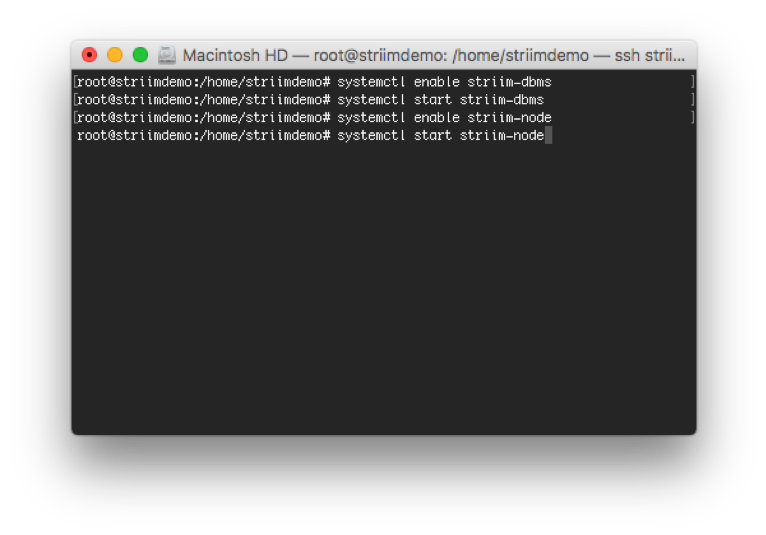 Macintosh HD — root@striimdemo: /home/striimdemo — ssh strii...
[root@striimdemo:/home/striimdemo# systemctl enable striim-dbms ]
[root@striimdemo:/home/striimdemo# systemctl start striim-dbms ]
[root@striimdemo:/home/striimdemo# systemctl enable striim-node ]
root@striimdemo:/home/striimdemo# systemctl start striim-node